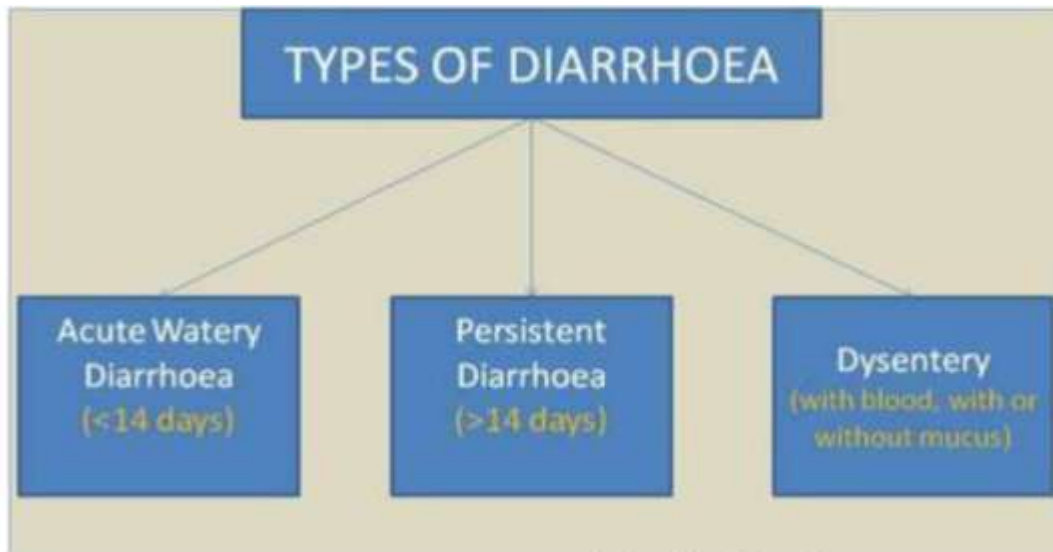 TYPES OF DIARRHOEA
Acute Watery
Diarrhoea
(<14 days)
Persistent
Diarrhoea
(>14 days)
Dysentery
(with blood, with or
without mucus)